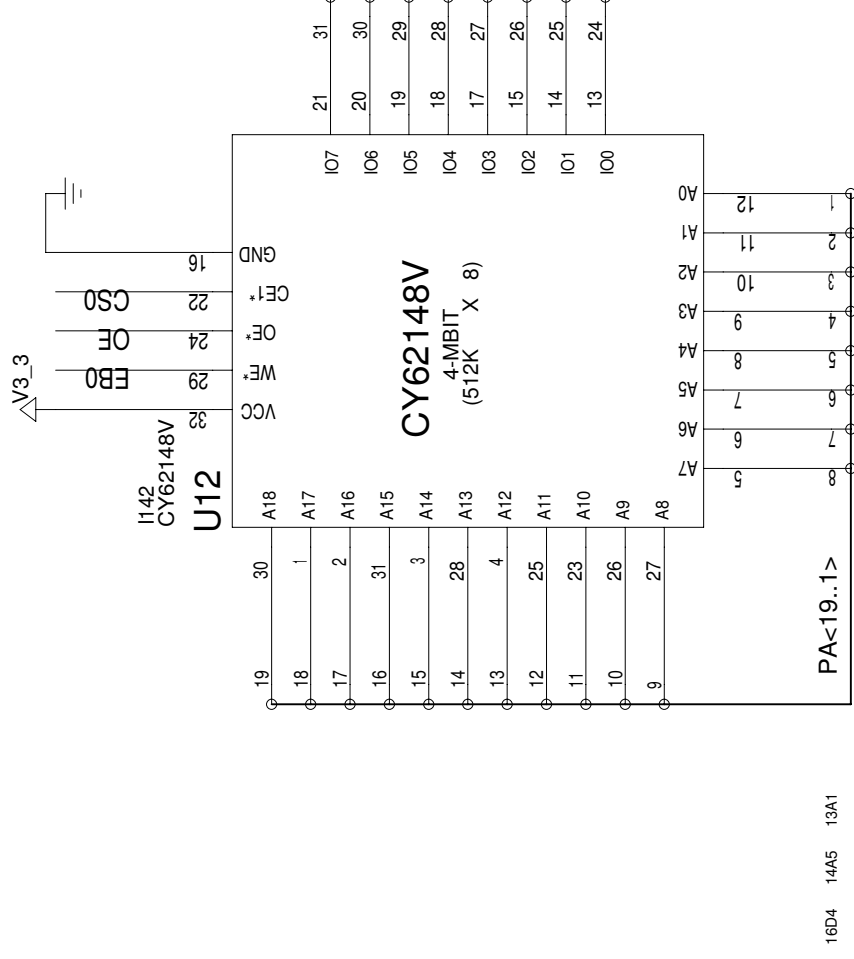 31 30 29 28 27 26 25 24
21 20 19 18 17 15 14 13
IO7 IO6 IO5 IO4 IO3 IO2 IO1 IO0
V3_3
EB0
OE
CS0
32 29 24 22 16
VCC WE* OE* CE1* GND
I142
CY62148V
U12
CY62148V
4-MBIT
(512K X 8)
A18 A17 A16 A15 A14 A13 A12 A11 A10 A9 A8
30 1 2 31 3 28 4 25 23 26 27
19 18 17 16 15 14 13 12 11 10 9
A7 A6 A5 A4 A3 A2 A1 A0
5 6 7 8 9 10 11 12
8 7 6 5 4 3 2 1
PA<19..1>
16D4 14A5 13A1